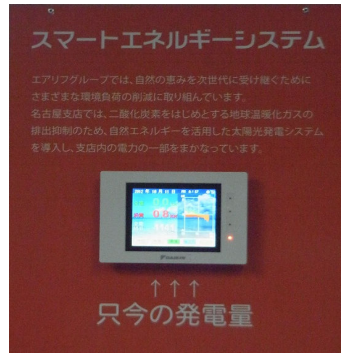 スマートエネルギーシステム
エアリフグループでは、自然の恵みを次世代に受け継ぐために
さまざまな環境負荷の削減に取り組んでいます。
名古屋支店では、二酸化炭素をはじめとする地球温暖化ガスの
排出抑制のため、自然エネルギーを活用した太陽光発電システム
を導入し、支店内の電力の一部をまかなっています。
↑↑↑
只今の発電量